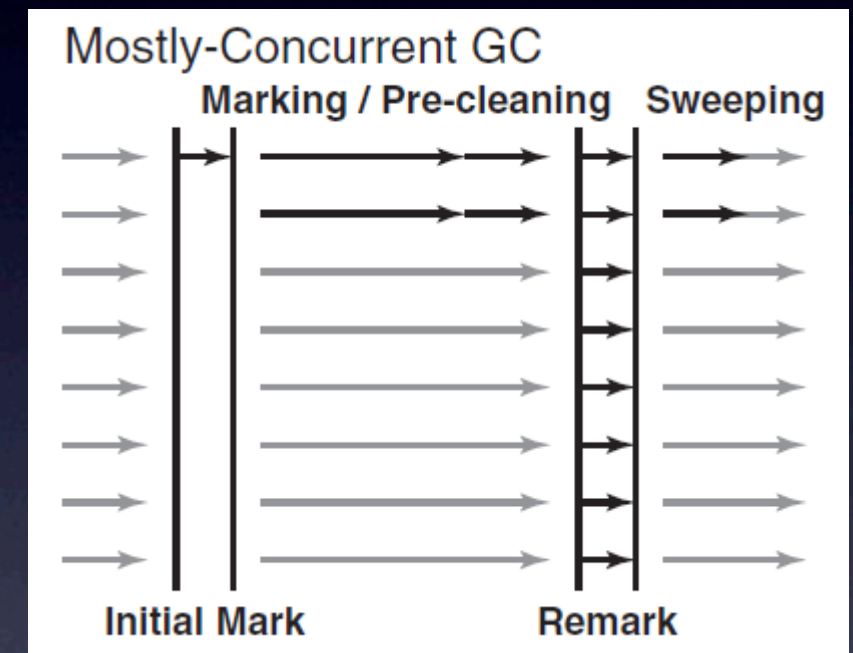 Mostly-Concurrent GC
Marking / Pre-cleaning Sweeping
Initial Mark Remark